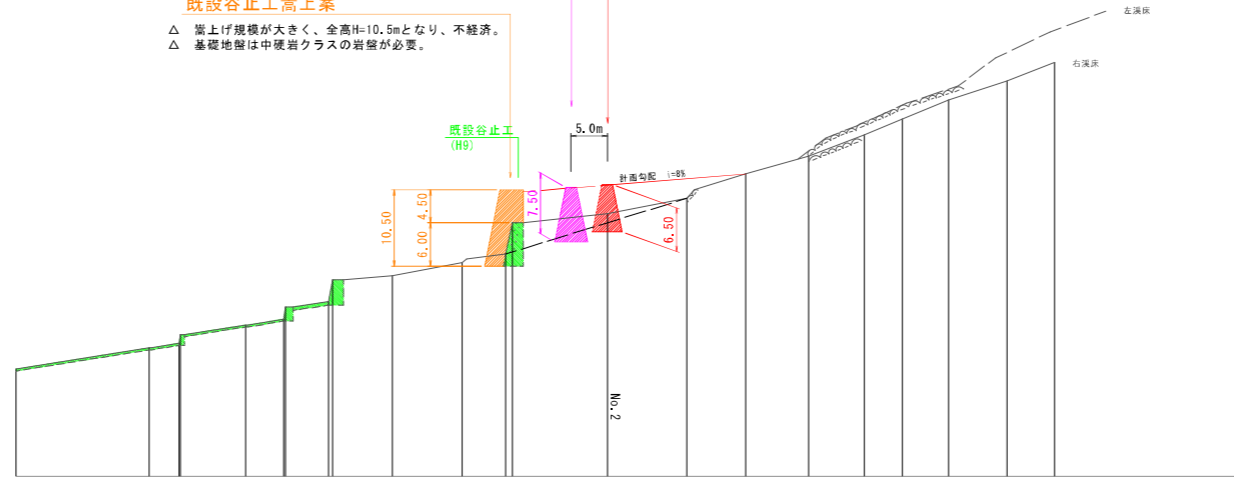 既設谷止工嵩上案
△ 嵩上げ規模が大きく、全高H=10.5mとなり、不経済。
△ 基礎地盤は中硬岩クラスの岩盤が必要。
左渓床
右渓床
既設谷止工
(H9)
5.0m
計画勾配 i=8%
10.50
4.50
6.00
7.50
6.50
No.2